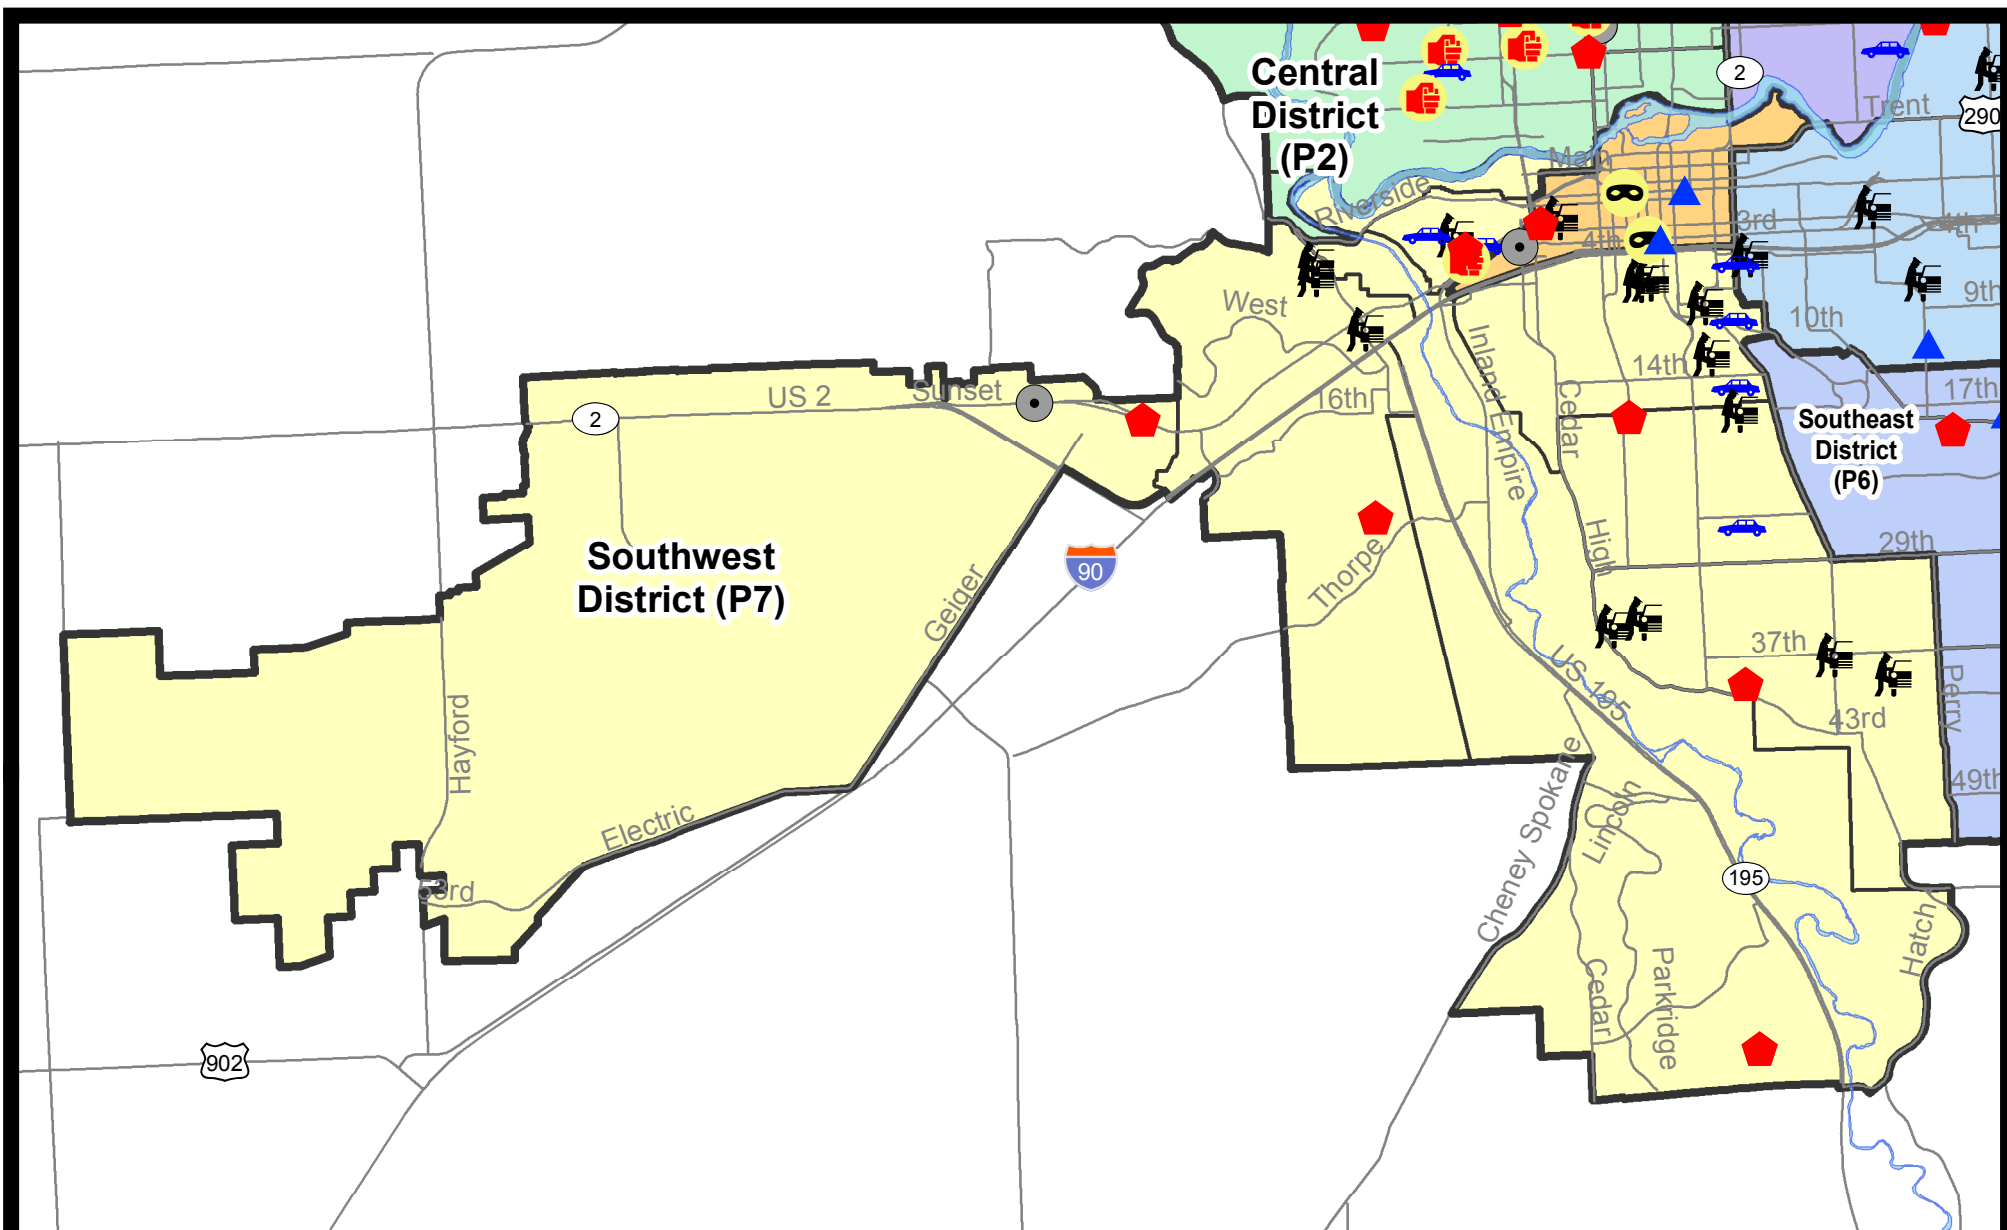 Central
District
(P2)
2
Trent
290
Main
Riverside
3rd
4th
4th
West
9th
10th
Inland Empire
14th
Cedar
17th
US 2
Sunset
2
16th
Southeast
District
(P6)
High
29th
Southwest
District (P7)
90
Geiger
Thorpe
37th
US 195
Perry
43rd
Hayford
49th
Cheney Spokane
Lincoln
Electric
195
53rd
Hatch
Cedar
Parkridge
902